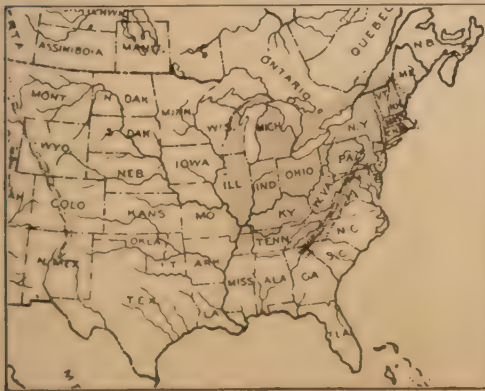 ASSINIBOIA
MAN.
ONTARIO
QUEBEC
N.B.
ME
MONT
N DAK
MINN
WIS
MICH
N.Y
VT
S DAK
WYO
NEB
IOWA
ILL
IND
OHIO
PA
COLO
KANS
MO
KY
W.VA
OKLA
I T
ARK
TENN
N.C
S.C
N.MEX
TEX
LA
MISS
ALA
GA
FLA